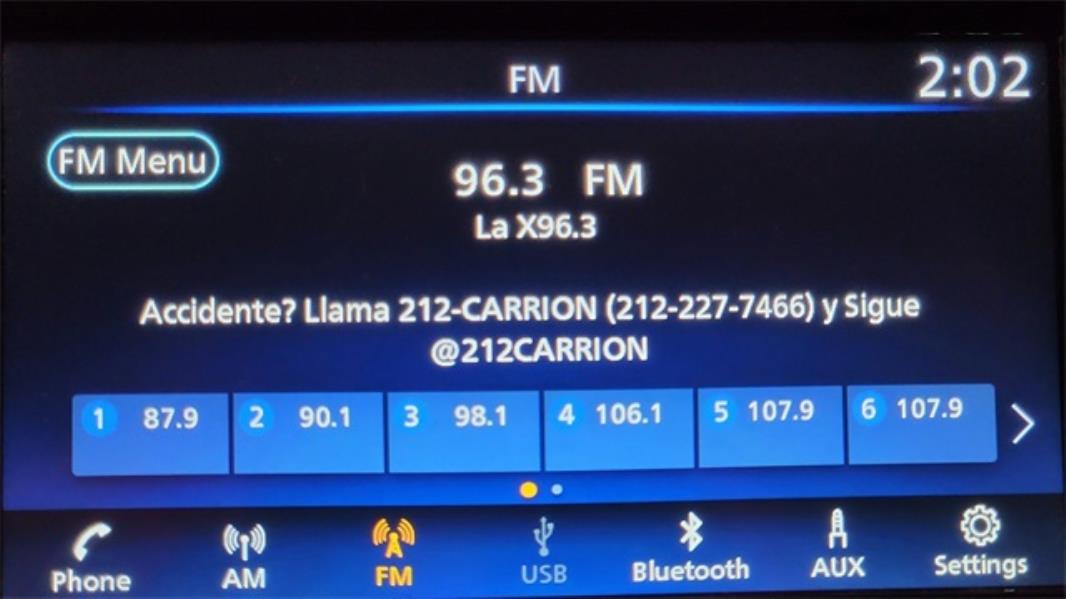 FM
2:02
FM Menu
96.3 FM
La X96.3
Accidente? Llama 212-CARRION (212-227-7466) y Sigue
@212CARRION
1 87.9 2 90.1 3 98.1 4 106.1 5 107.9 6 107.9
Phone AM FM USB Bluetooth AUX Settings